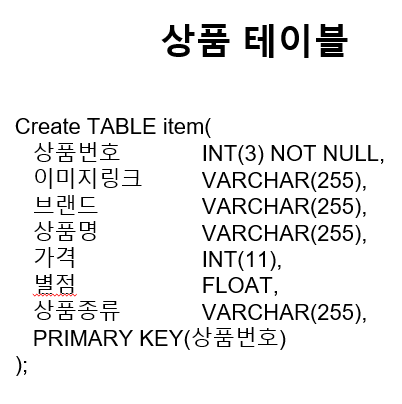 상품 테이블
Create TABLE item(
상품번호 INT(3) NOT NULL,
이미지링크 VARCHAR(255),
브랜드 VARCHAR(255),
상품명 VARCHAR(255),
가격 INT(11),
별점 FLOAT,
상품종류 VARCHAR(255),
PRIMARY KEY(상품번호)
);